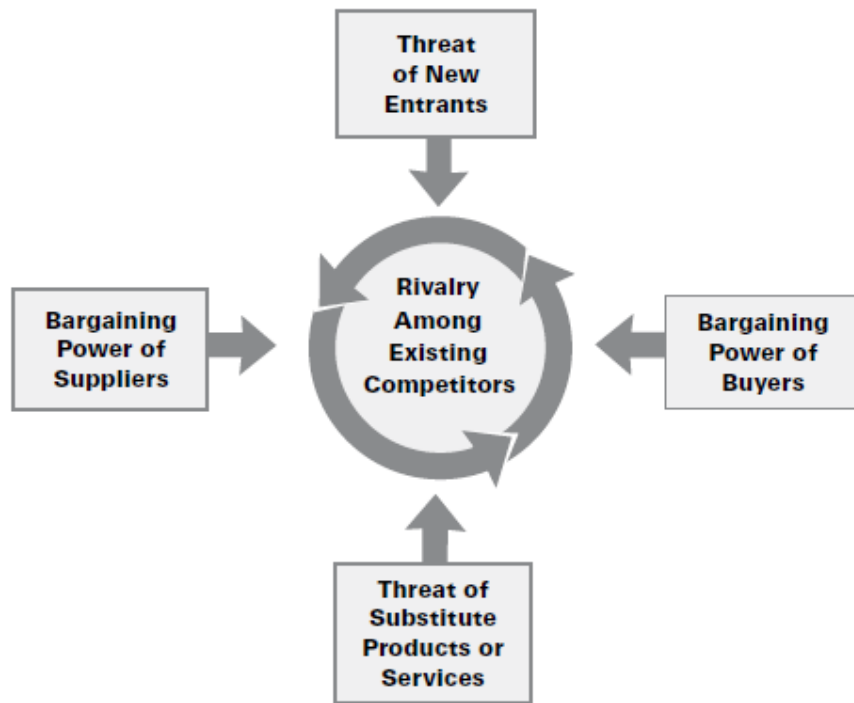 Threat
of New
Entrants
Rivalry
Among
Existing
Competitors
Bargaining
Power of
Suppliers
Bargaining
Power of
Buyers
Threat of
Substitute
Products or
Services